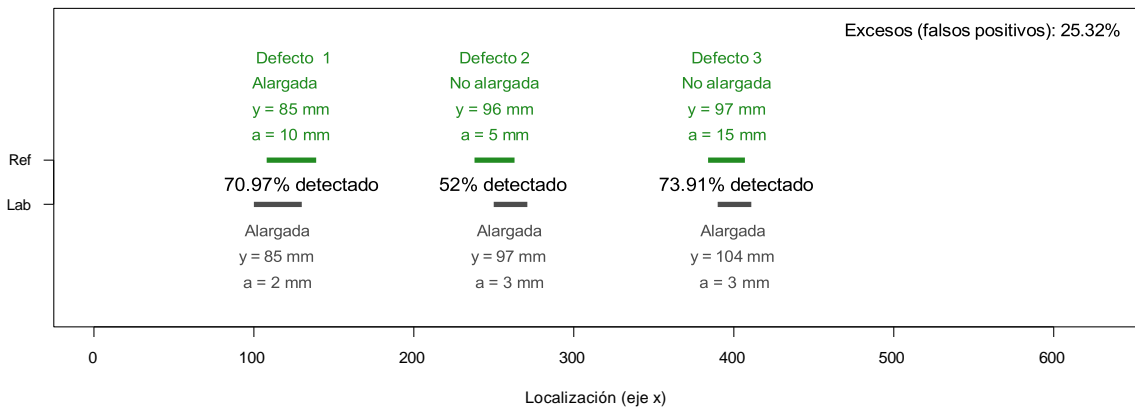 Excesos (falsos positivos): 25.32%
Defecto 1 Defecto 2 Defecto 3
Alargada No alargada No alargada
y = 85 mm y = 96 mm y = 97 mm
a = 10 mm a = 5 mm a = 15 mm
Ref
70.97% detectado 52% detectado 73.91% detectado
Lab
Alargada Alargada Alargada
y = 85 mm y = 97 mm y = 104 mm
a = 2 mm a = 3 mm a = 3 mm
0 100 200 300 400 500 600
Localización (eje x)